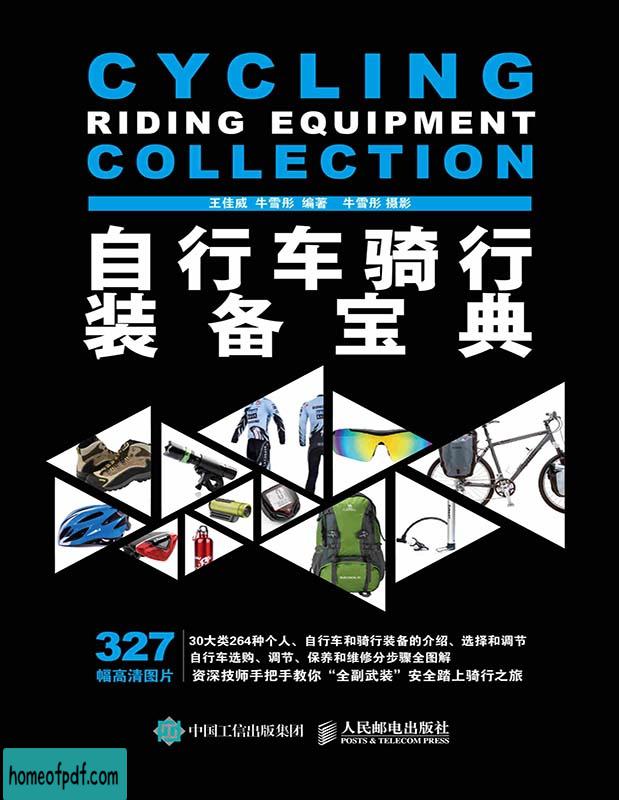 CYCLING
RIDING EQUIPMENT
COLLECTION
王佳威 牛雪彤 编著 牛雪彤 摄影
自行车骑行
装备宝典
327
幅高清图片
30大类264种个人、自行车和骑行装备的介绍、选择和调节
自行车选购、调节、保养和维修分步骤全图解
资深技师手把手教你“全副武装”安全踏上骑行之旅
中国工信出版集团
人民邮电出版社
POSTS & TELECOM PRESS
homeofpdf.com